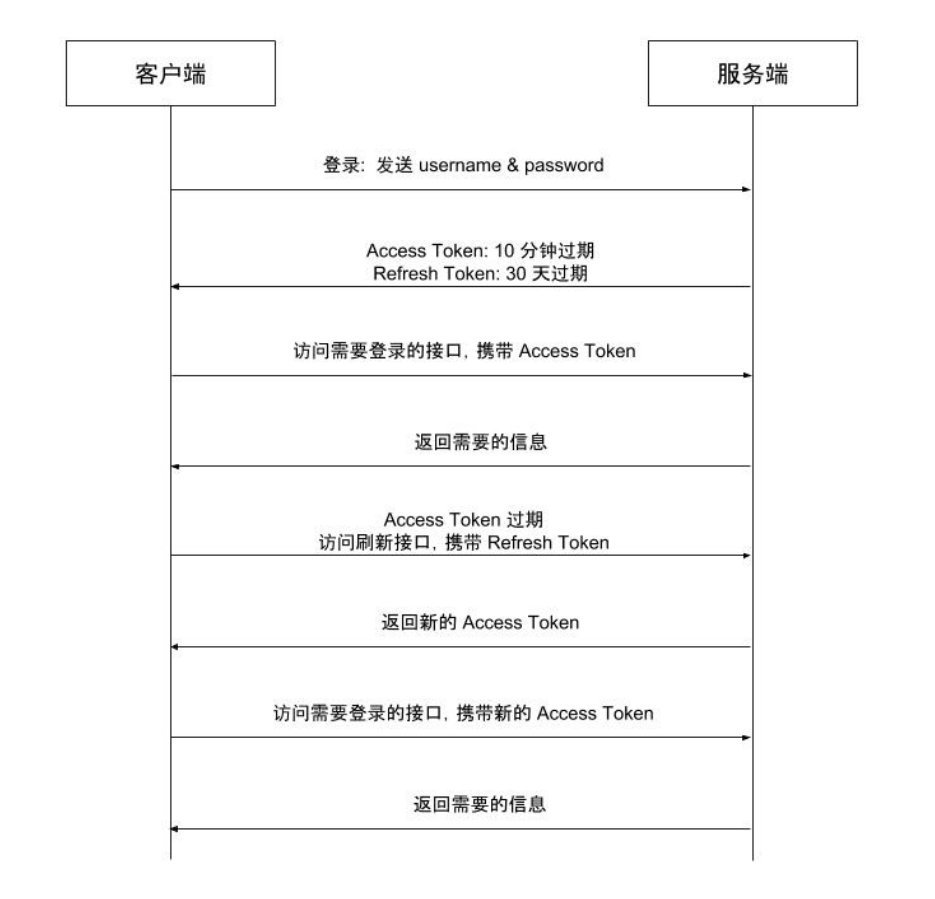 客户端
服务端
登录: 发送 username & password
Access Token: 10 分钟过期
Refresh Token: 30 天过期
访问需要登录的接口, 携带 Access Token
返回需要的信息
Access Token 过期
访问刷新接口, 携带 Refresh Token
返回新的 Access Token
访问需要登录的接口, 携带新的 Access Token
返回需要的信息